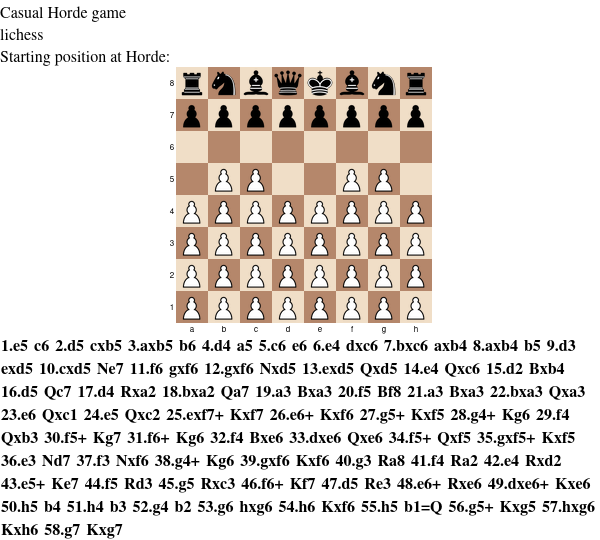 Casual Horde game
lichess
Starting position at Horde:
8
7
6
5
4
3
2
1
a b c d e f g h
1.e5 c6 2.d5 cxb5 3.axb5 b6 4.d4 a5 5.c6 e6 6.e4 dxc6 7.bxc6 axb4 8.axb4 b5 9.d3
exd5 10.cxd5 Ne7 11.f6 gxf6 12.gxf6 Nxd5 13.exd5 Qxd5 14.e4 Qxc6 15.d2 Bxb4
16.d5 Qc7 17.d4 Rxa2 18.bxa2 Qa7 19.a3 Bxa3 20.f5 Bf8 21.a3 Bxa3 22.bxa3 Qxa3
23.e6 Qxc1 24.e5 Qxc2 25.exf7+ Kxf7 26.e6+ Kxf6 27.g5+ Kxf5 28.g4+ Kg6 29.f4
Qxb3 30.f5+ Kg7 31.f6+ Kg6 32.f4 Bxe6 33.dxe6 Qxe6 34.f5+ Qxf5 35.gxf5+ Kxf5
36.e3 Nd7 37.f3 Nxf6 38.g4+ Kg6 39.gxf6 Kxf6 40.g3 Ra8 41.f4 Ra2 42.e4 Rxd2
43.e5+ Ke7 44.f5 Rd3 45.g5 Rxc3 46.f6+ Kf7 47.d5 Re3 48.e6+ Rxe6 49.dxe6+ Kxe6
50.h5 b4 51.h4 b3 52.g4 b2 53.g6 hxg6 54.h6 Kxf6 55.h5 b1=Q 56.g5+ Kxg5 57.hxg6
Kxh6 58.g7 Kxg7